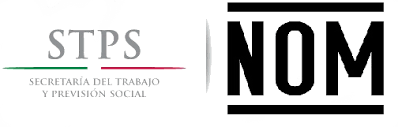 STPS
SECRETARÍA DEL TRABAJO
Y PREVISIÓN SOCIAL
NOM